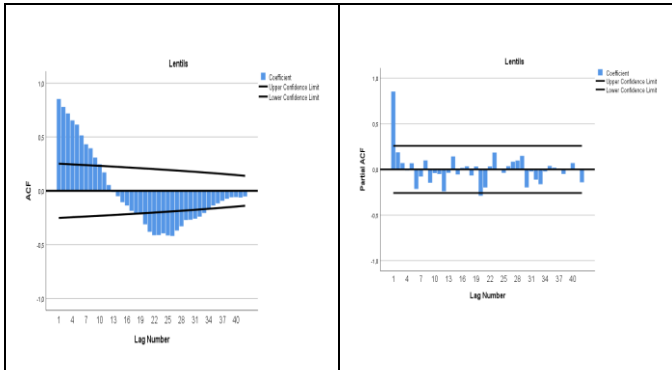 Lentils
Coefficient
Upper Confidence Limit
Lower Confidence Limit
1,0
0,5
0,0
-0,5
-1,0
ACF
1 4 7 10 13 16 19 22 25 28 31 34 37 40
Lag Number
Lentils
Coefficient
Upper Confidence Limit
Lower Confidence Limit
1,0
0,5
0,0
-0,5
-1,0
Partial ACF
1 4 7 10 13 16 19 22 25 28 31 34 37 40
Lag Number